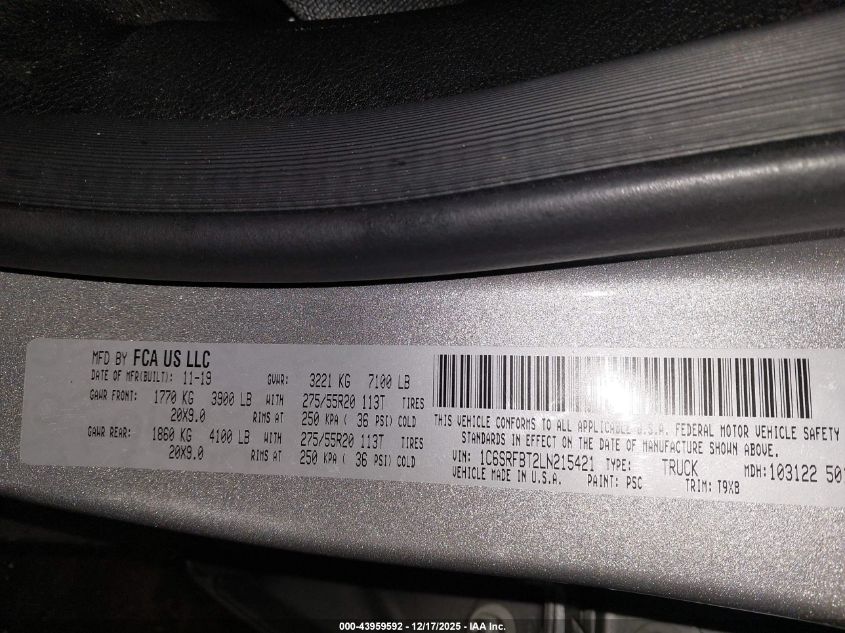 MFD BY FCA US LLC
DATE OF MFR(BUILT): 11-19 GVWR: 3221 KG 7100 LB
GAWR FRONT: 1770 KG 3900 LB WITH 275/55R20 113T TIRES
20X9.0 RIMS AT 250 KPA ( 36 PSI) COLD
GAWR REAR: 1860 KG 4100 LB WITH 275/55R20 113T TIRES
20X9.0 RIMS AT 250 KPA ( 36 PSI) COLD
THIS VEHICLE CONFORMS TO ALL APPLICABLE U.S.A. FEDERAL MOTOR VEHICLE SAFETY
STANDARDS IN EFFECT ON THE DATE OF MANUFACTURE SHOWN ABOVE.
VIN: 1C6SRFBT2LN215421 TYPE: TRUCK MDH: 103122 501
VEHICLE MADE IN U.S.A. PAINT: PSC TRIM: T9XB
000-43959592 - 12/17/2025 - IAA Inc.